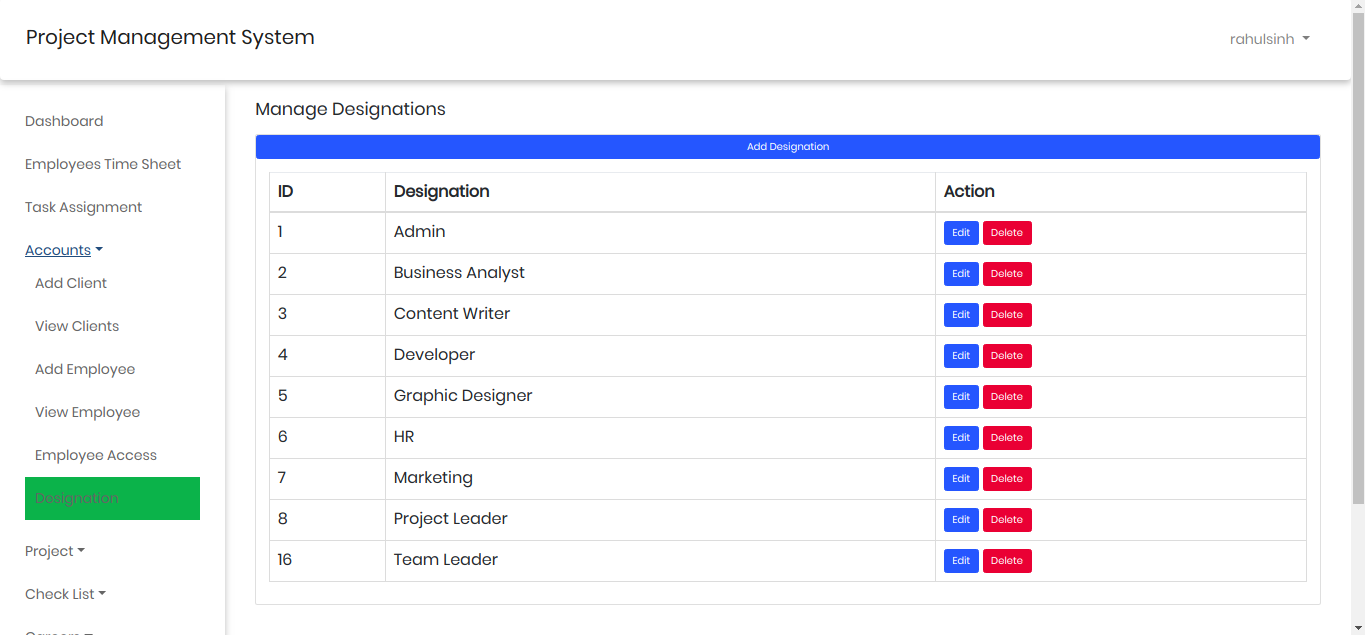 Project Management System
rahulsinh
Dashboard
Employees Time Sheet
Task Assignment
Accounts
Add Client
View Clients
Add Employee
View Employee
Employee Access
Designation
Project
Check List
Manage Designations
Add Designation
ID Designation Action
1 Admin Edit Delete
2 Business Analyst Edit Delete
3 Content Writer Edit Delete
4 Developer Edit Delete
5 Graphic Designer Edit Delete
6 HR Edit Delete
7 Marketing Edit Delete
8 Project Leader Edit Delete
16 Team Leader Edit Delete